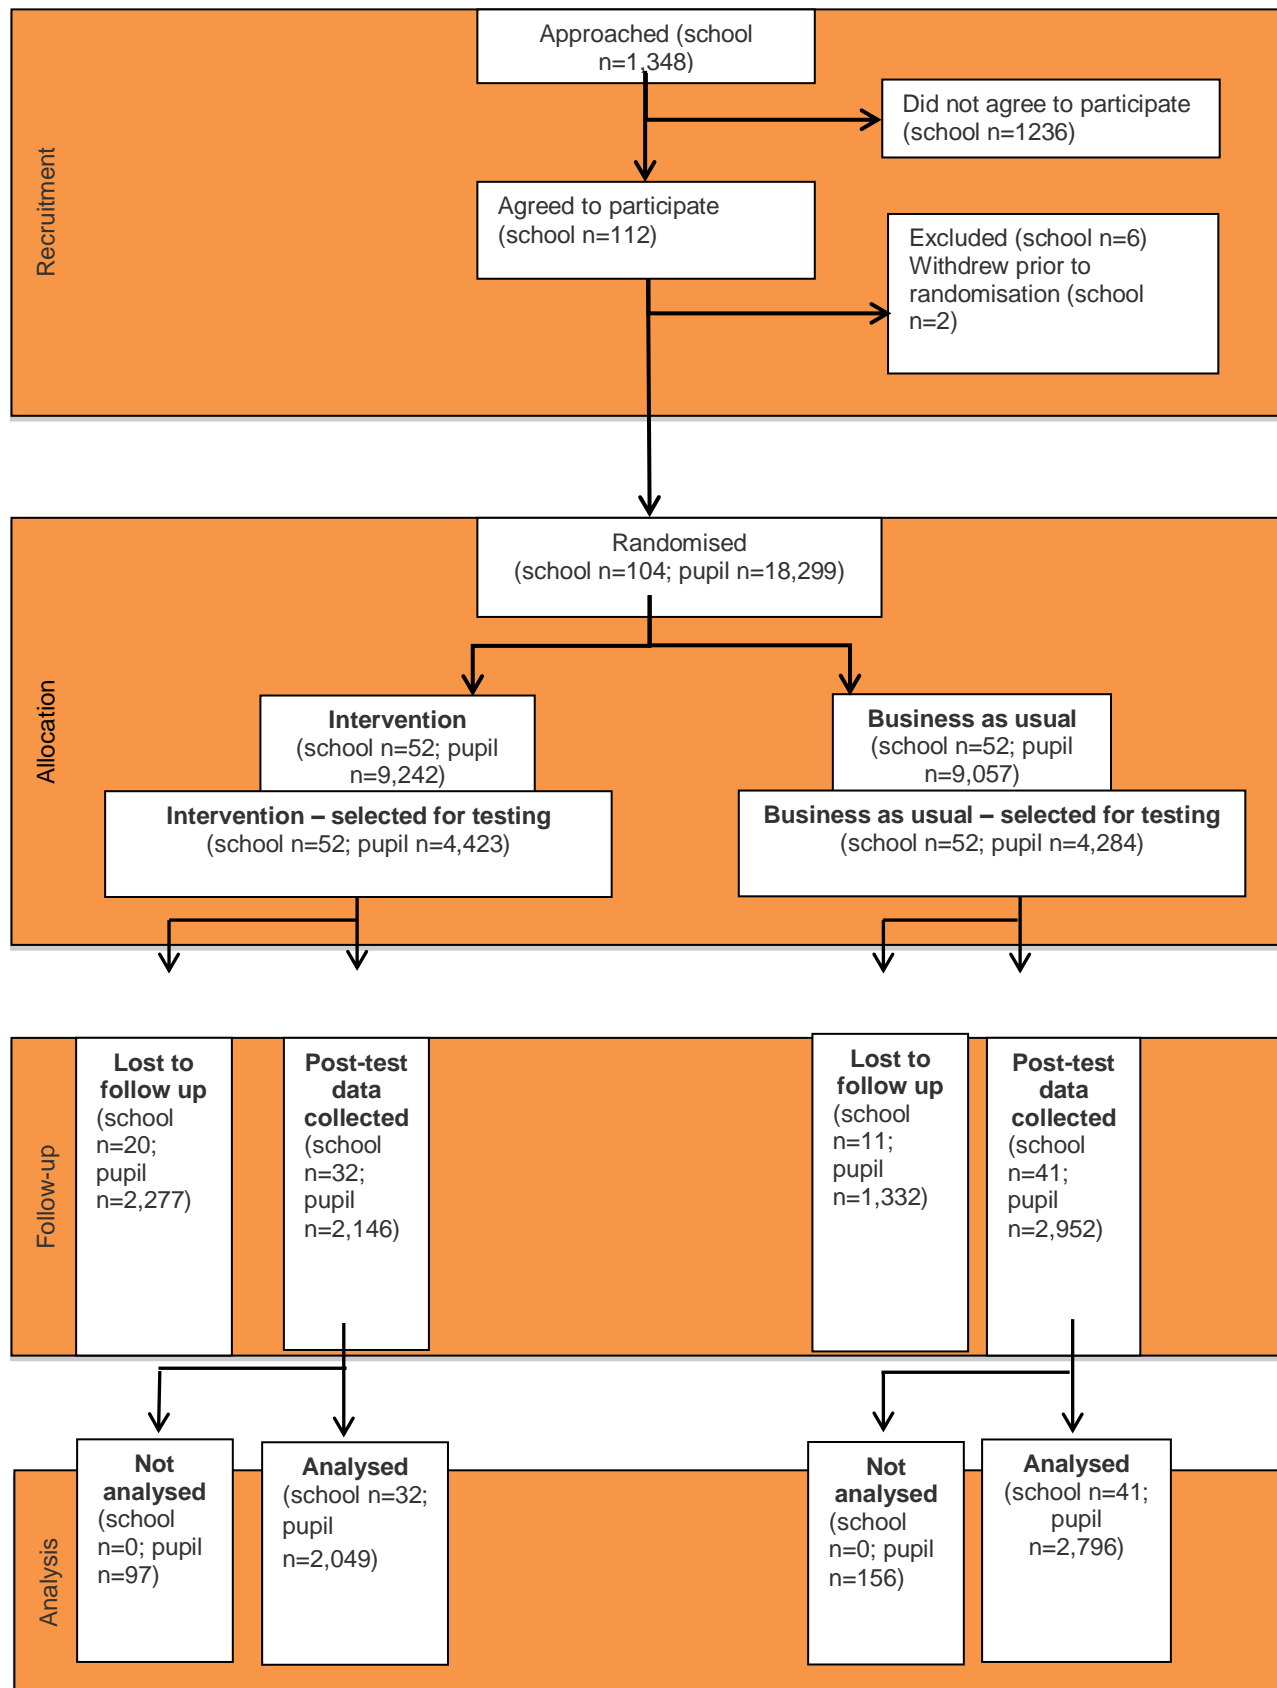 Recruitment
Approached (school
n=1,348)
Did not agree to participate
(school n=1236)
Agreed to participate
(school n=112)
Excluded (school n=6)
Withdrew prior to
randomisation (school
n=2)
Allocation
Randomised
(school n=104; pupil n=18,299)
Intervention
(school n=52; pupil
n=9,242)
Business as usual
(school n=52; pupil
n=9,057)
Intervention – selected for testing
(school n=52; pupil n=4,423)
Business as usual – selected for testing
(school n=52; pupil n=4,284)
Follow-up
Lost to
follow up
(school
n=20;
pupil
n=2,277)
Post-test
data
collected
(school
n=32;
pupil
n=2,146)
Lost to
follow up
(school
n=11;
pupil
n=1,332)
Post-test
data
collected
(school
n=41;
pupil
n=2,952)
Analysis
Not
analysed
(school
n=0; pupil
n=97)
Analysed
(school n=32;
pupil
n=2,049)
Not
analysed
(school
n=0; pupil
n=156)
Analysed
(school n=41;
pupil
n=2,796)